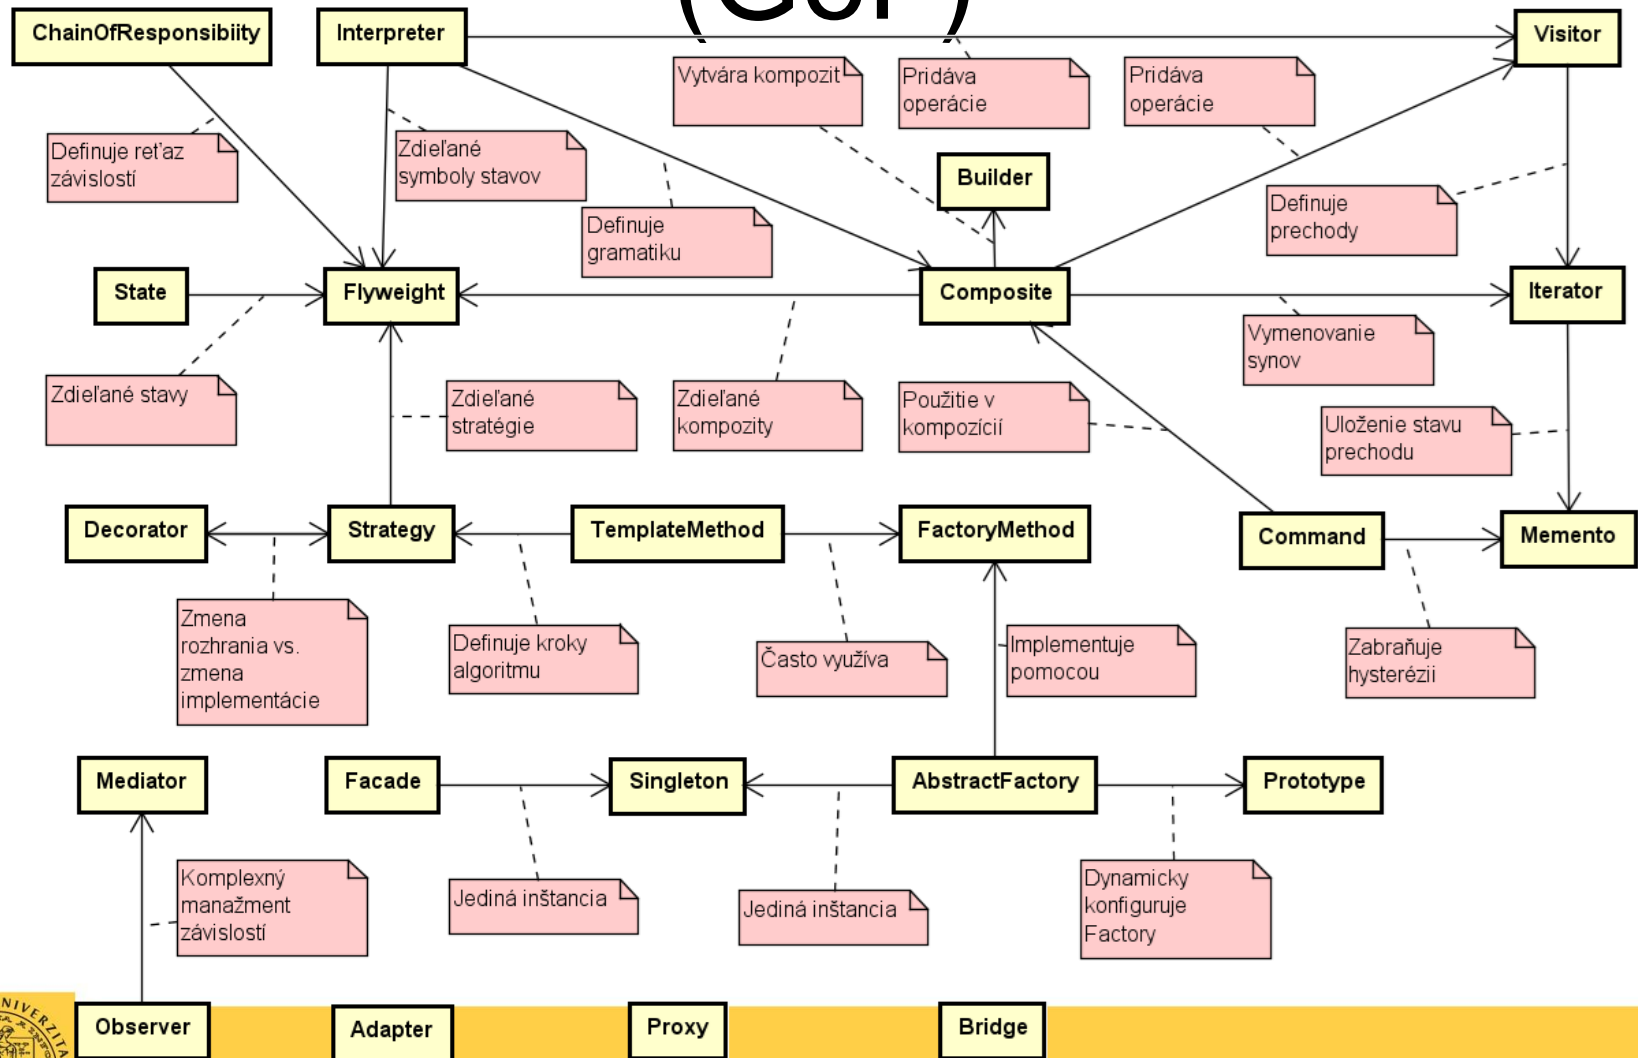 (GoF)
ChainOfResponsibiity
Interpreter
Visitor
Vytvára kompozit
Pridáva
operácie
Pridáva
operácie
Definuje reťaz
závislostí
Zdieľané
symboly stavov
Builder
Definuje
gramatiku
Definuje
prechody
State
Flyweight
Composite
Iterator
Vymenovanie
synov
Zdieľané stavy
Zdieľané
stratégie
Zdieľané
kompozity
Použitie v
kompozícií
Uloženie stavu
prechodu
Decorator
Strategy
TemplateMethod
FactoryMethod
Command
Memento
Zmena
rozhrania vs.
zmena
implementácie
Definuje kroky
algoritmu
Často využíva
Implementuje
pomocou
Zabraňuje
hysterézii
Mediator
Facade
Singleton
AbstractFactory
Prototype
Komplexný
manažment
závislostí
Jediná inštancia
Jediná inštancia
Dynamicky
konfiguruje
Factory
Observer
Adapter
Proxy
Bridge
NIVERZITA